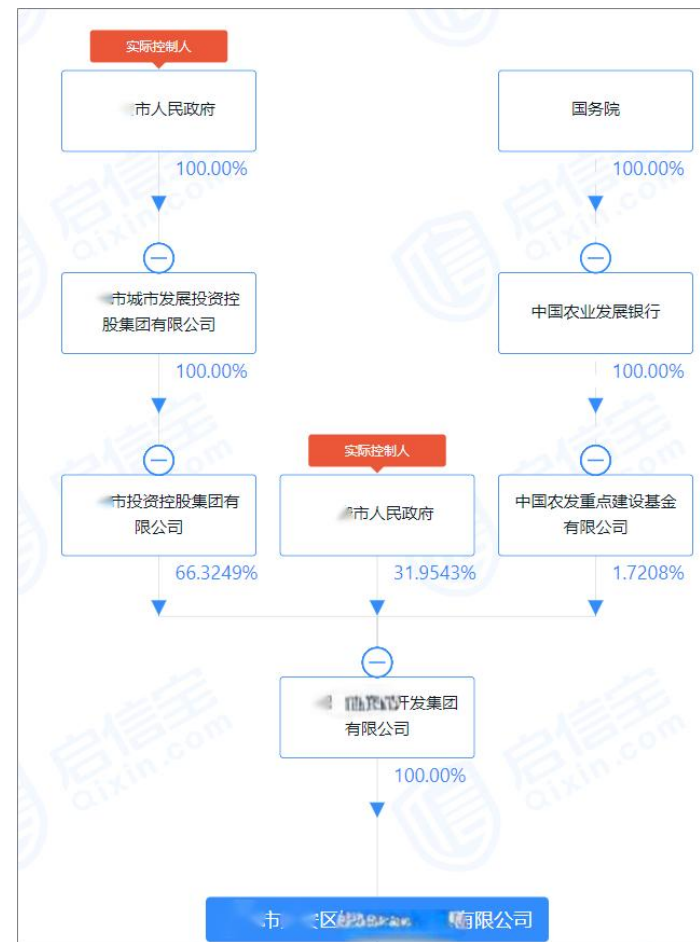 实际控制人
市人民政府
国务院
100.00%
100.00%
市城市发展投资控
股集团有限公司
中国农业发展银行
100.00%
100.00%
实际控制人
市投资控股集团有
限公司
市人民政府
中国农发重点建设基金
有限公司
66.3249%
31.9543%
1.7208%
开发集团
有限公司
100.00%
市
区
有限公司
启信宝
Qixin.com